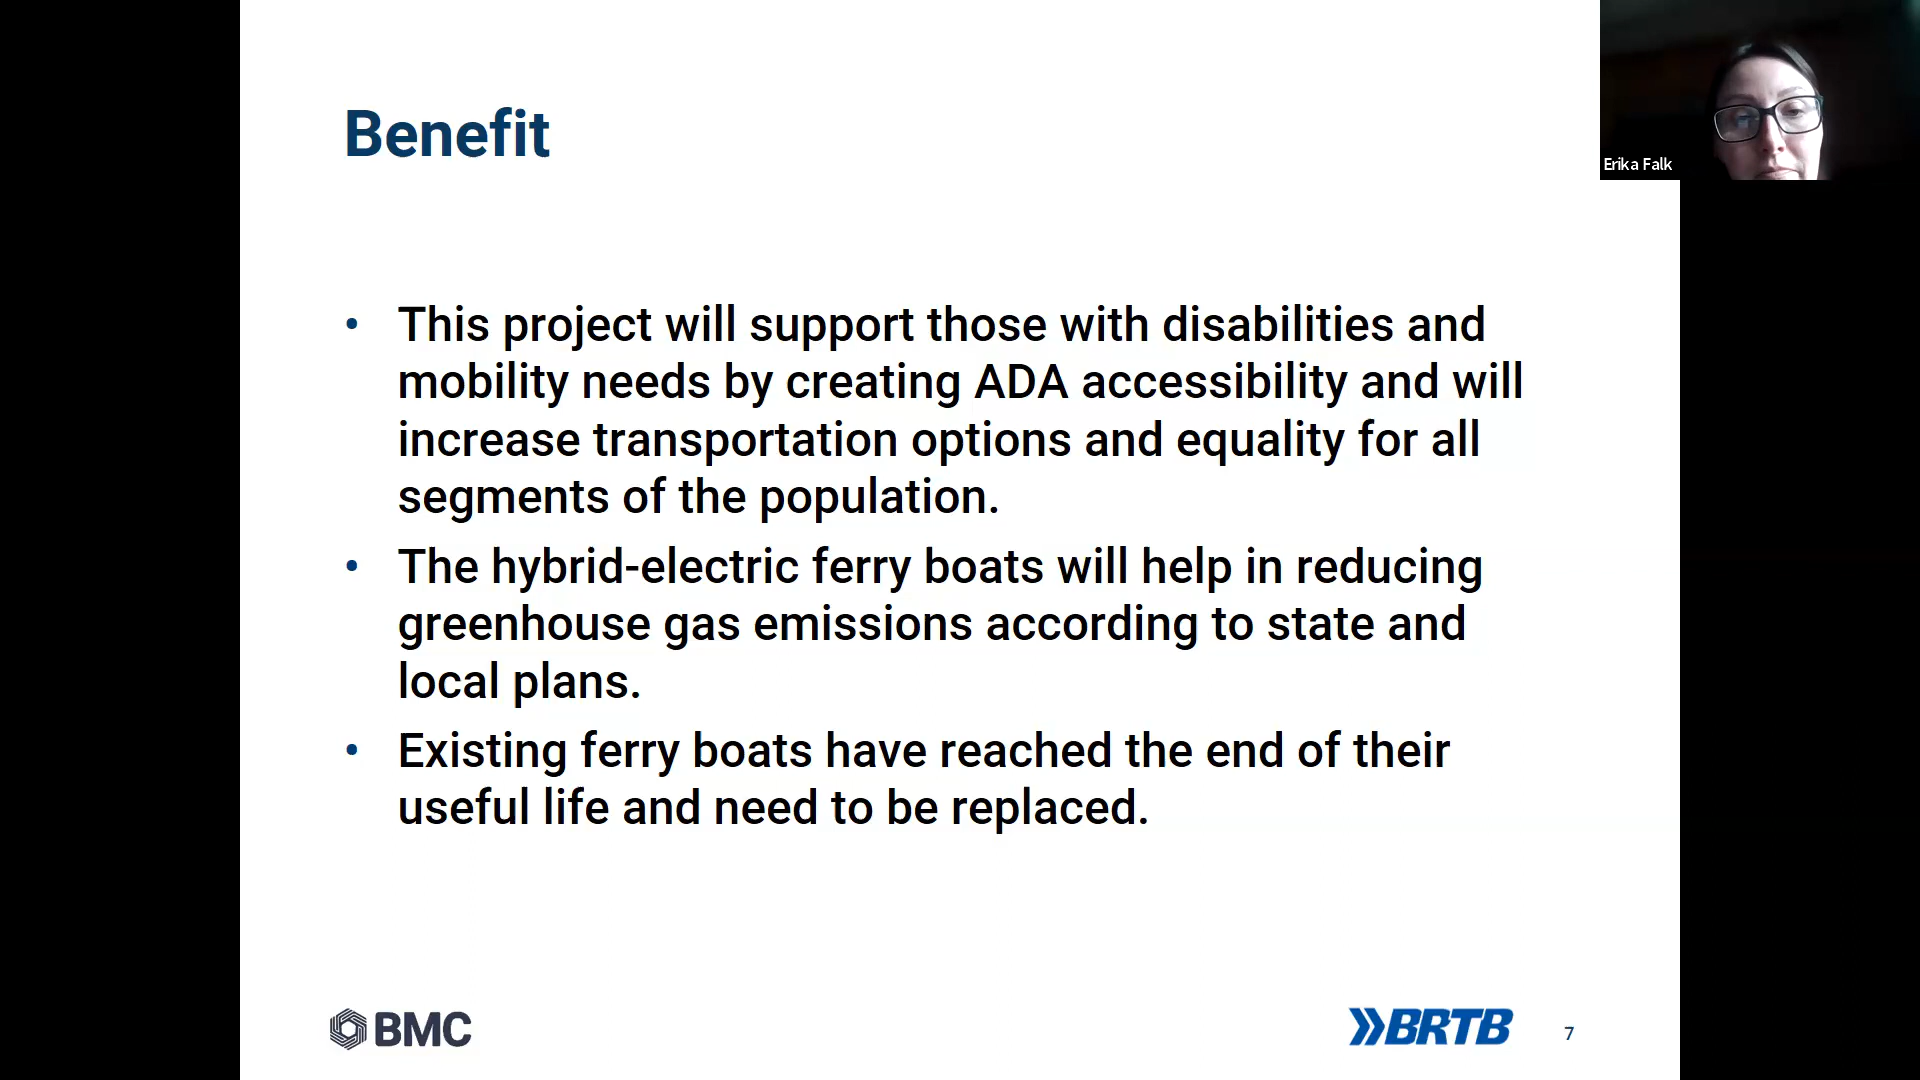 Benefit
Erika Falk
• This project will support those with disabilities and
mobility needs by creating ADA accessibility and will
increase transportation options and equality for all
segments of the population.
• The hybrid-electric ferry boats will help in reducing
greenhouse gas emissions according to state and
local plans.
• Existing ferry boats have reached the end of their
useful life and need to be replaced.
BMC
BRTB
7